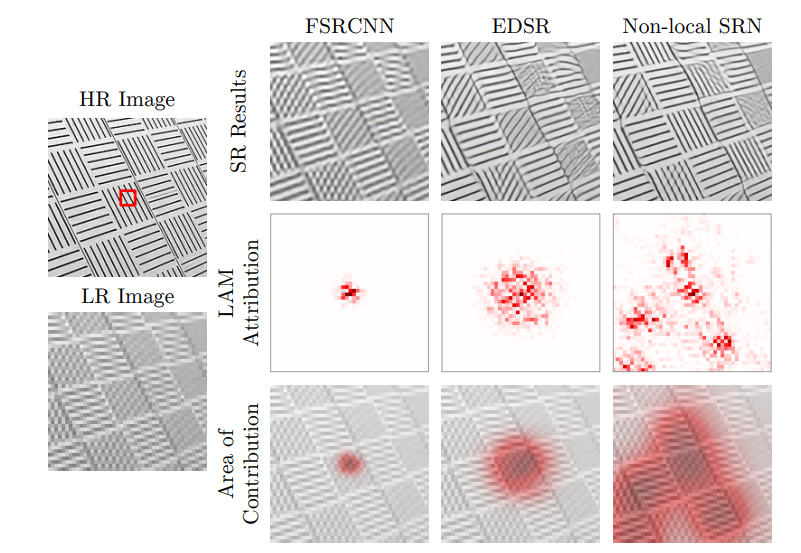 FSRCNN
EDSR
Non-local SRN
HR Image
SR Results
LR Image
LAM
Attribution
Area of
Contribution